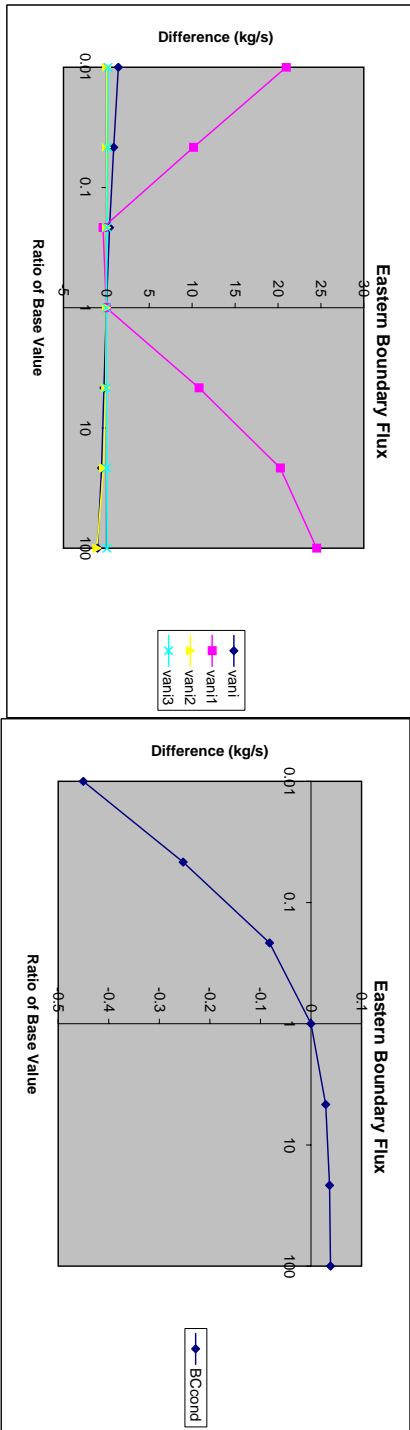 Eastern Boundary Flux
Difference (kg/s)
30
25
20
15
10
5
0
-5
0.01
0.1
1
10
100
Ratio of Base Value
vani
vani1
vani2
vani3
Eastern Boundary Flux
Difference (kg/s)
0.1
0
-0.1
-0.2
-0.3
-0.4
-0.5
0.01
0.1
1
10
100
Ratio of Base Value
BCcond